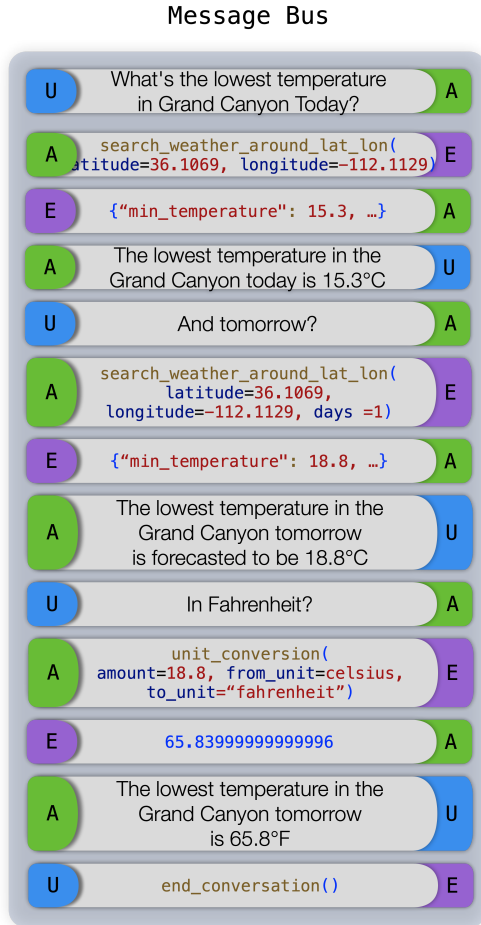 Message Bus
U What's the lowest temperature A
in Grand Canyon Today?
A search_weather_around_lat_lon( E
atitude=36.1069, longitude=−112.1129)
E {“min_temperature": 15.3, …} A
A The lowest temperature in the U
Grand Canyon today is 15.3°C
U And tomorrow? A
search_weather_around_lat_lon(
A latitude=36.1069, E
longitude=−112.1129, days =1)
E {“min_temperature": 18.8, …} A
The lowest temperature in the
A Grand Canyon tomorrow U
is forecasted to be 18.8°C
U In Fahrenheit? A
unit_conversion(
A amount=18.8, from_unit=celsius, E
to_unit=“fahrenheit”)
E 65.83999999999996 A
The lowest temperature in the
A Grand Canyon tomorrow U
is 65.8°F
U end_conversation() E